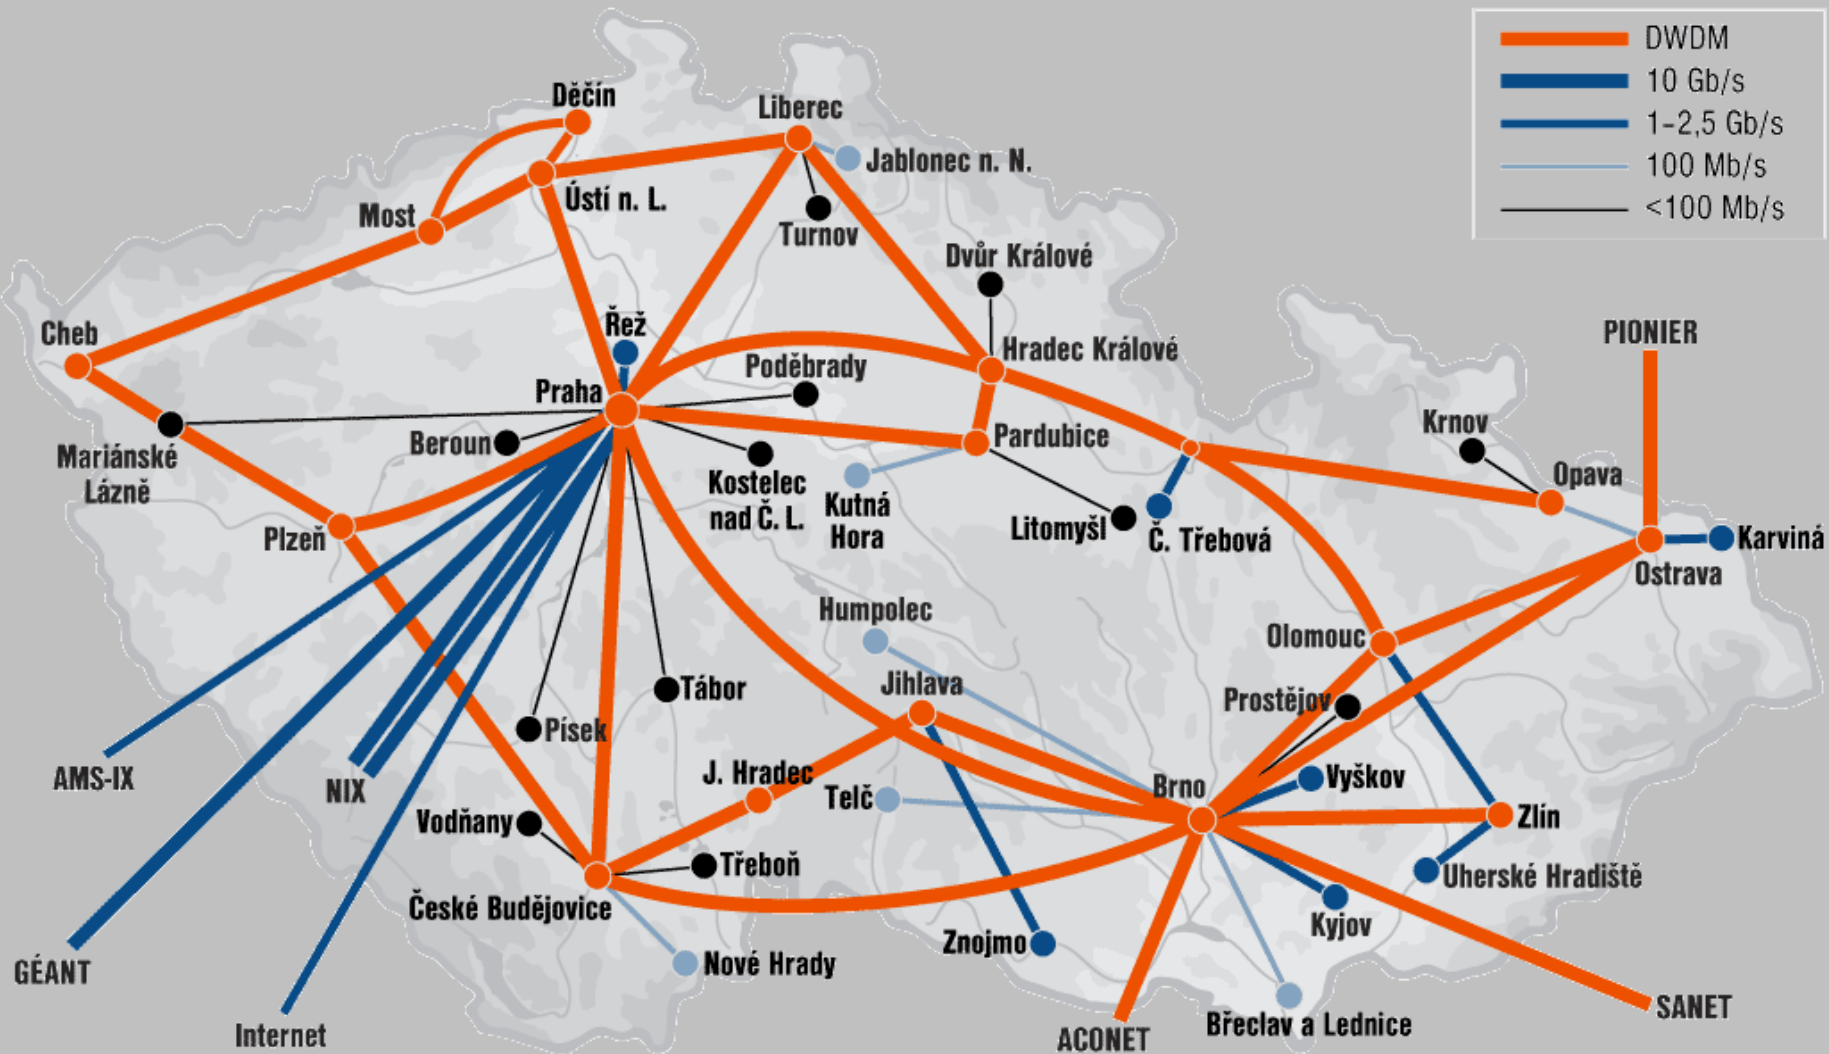 DWDM
10 Gb/s
1–2,5 Gb/s
100 Mb/s
<100 Mb/s
Děčín
Liberec
Jablonec n. N.
Ústí n. L.
Most
Turnov
Dvůr Králové
Cheb
Řež
PIONIER
Hradec Králové
Poděbrady
Praha
Krnov
Beroun
Pardubice
Mariánské
Lázně
Opava
Kostelec
nad Č. L.
Kutná
Hora
Litomyšl
Č. Třebová
Plzeň
Karviná
Ostrava
Humpolec
Olomouc
Jihlava
Tábor
Prostějov
Písek
AMS-IX
NIX
J. Hradec
Telč
Brno
Vyškov
Vodňany
Zlín
Třeboň
Uherské Hradiště
České Budějovice
Kyjov
Znojmo
Nové Hrady
GÉANT
SANET
Internet
Břeclav a Lednice
ACONET